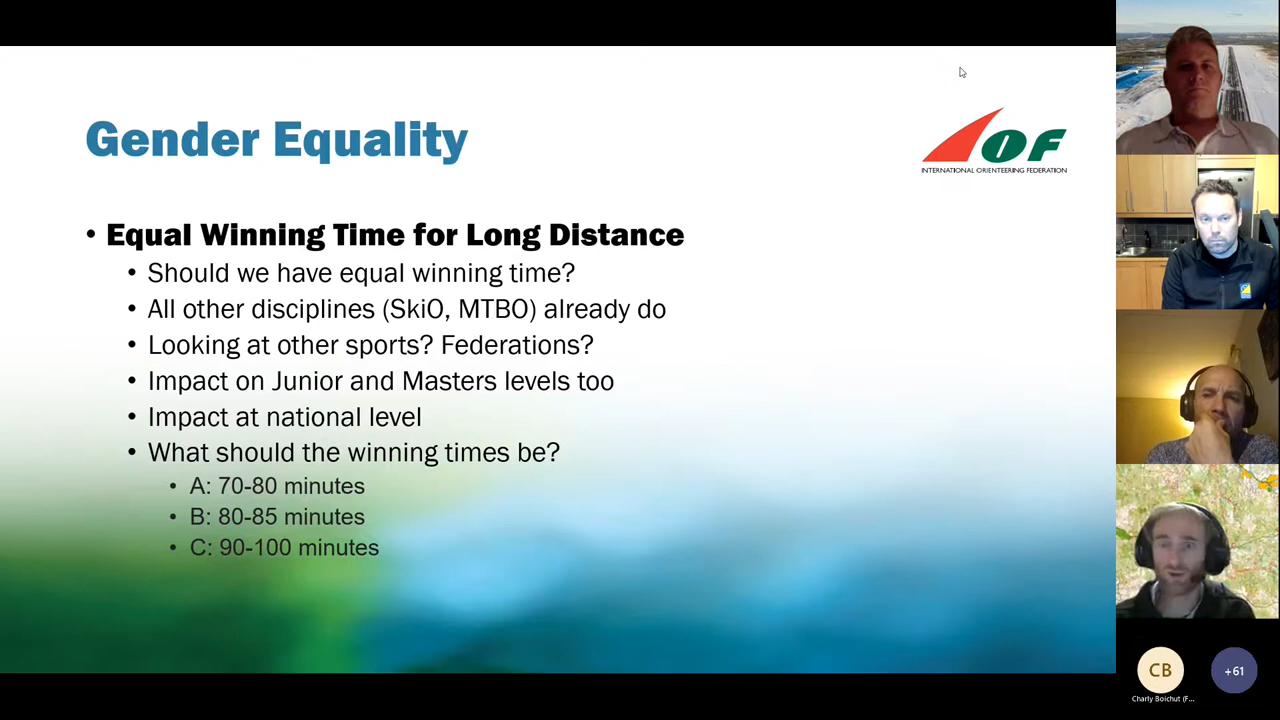 Gender Equality
IOF
INTERNATIONAL ORIENTEERING FEDERATION
• Equal Winning Time for Long Distance
• Should we have equal winning time?
• All other disciplines (SkiO, MTBO) already do
• Looking at other sports? Federations?
• Impact on Junior and Masters levels too
• Impact at national level
• What should the winning times be?
• A: 70-80 minutes
• B: 80-85 minutes
• C: 90-100 minutes
CB
+61
Charly Boichut (F...